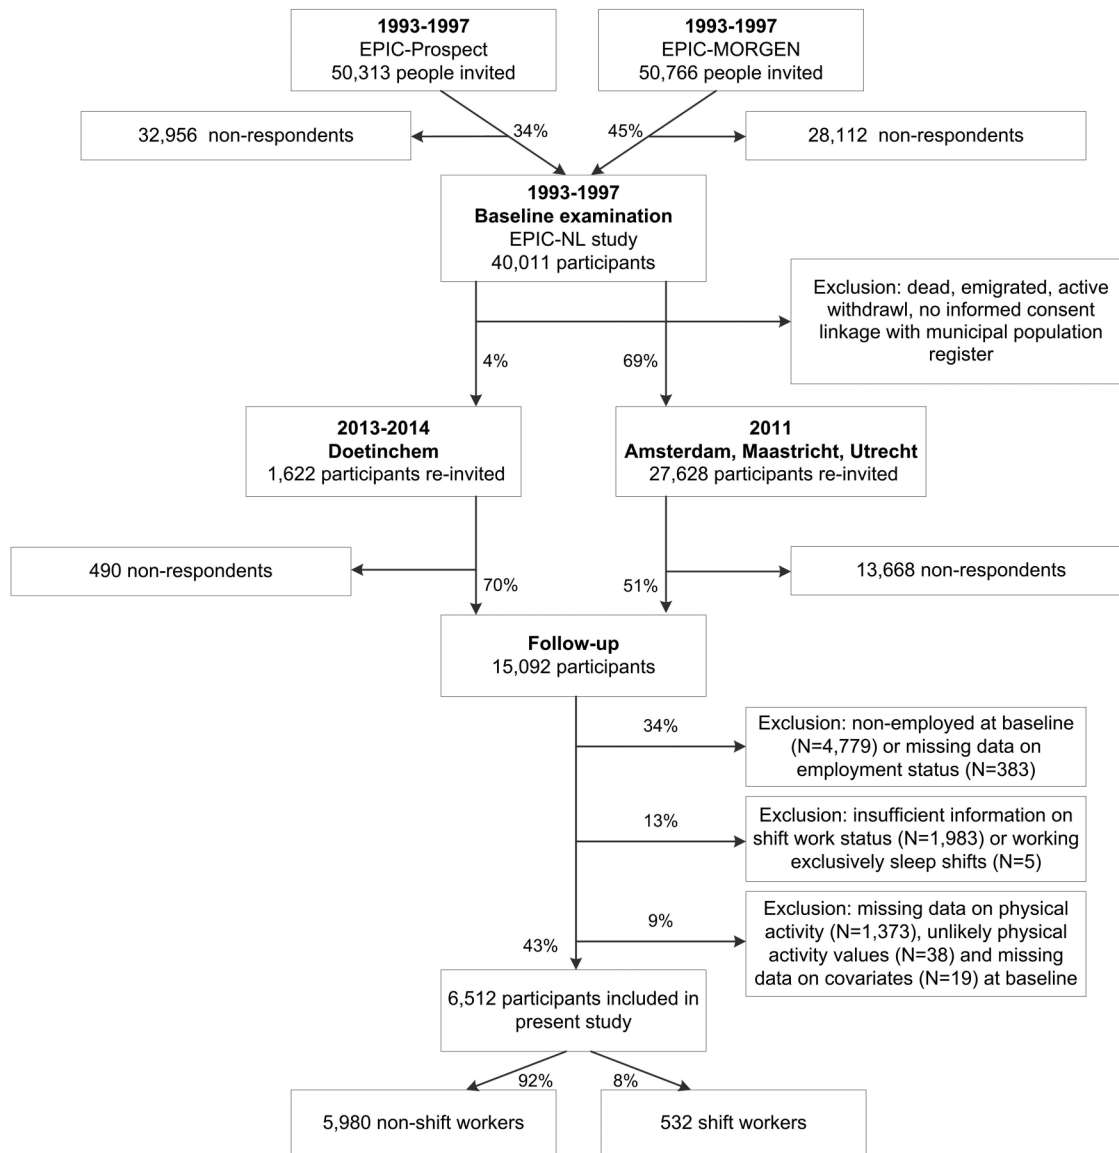 1993-1997
EPIC-Prospect
50,313 people invited
1993-1997
EPIC-MORGEN
50,766 people invited
32,956 non-respondents
34%
45%
28,112 non-respondents
1993-1997
Baseline examination
EPIC-NL study
40,011 participants
Exclusion: dead, emigrated, active
withdrawl, no informed consent
linkage with municipal population
register
4%
69%
2013-2014
Doetinchem
1,622 participants re-invited
2011
Amsterdam, Maastricht, Utrecht
27,628 participants re-invited
490 non-respondents
70%
51%
13,668 non-respondents
Follow-up
15,092 participants
34%
Exclusion: non-employed at baseline
(N=4,779) or missing data on
employment status (N=383)
13%
Exclusion: insufficient information on
shift work status (N=1,983) or working
exclusively sleep shifts (N=5)
9%
Exclusion: missing data on physical
activity (N=1,373), unlikely physical
activity values (N=38) and missing
data on covariates (N=19) at baseline
43%
6,512 participants included in
present study
92%
8%
5,980 non-shift workers
532 shift workers